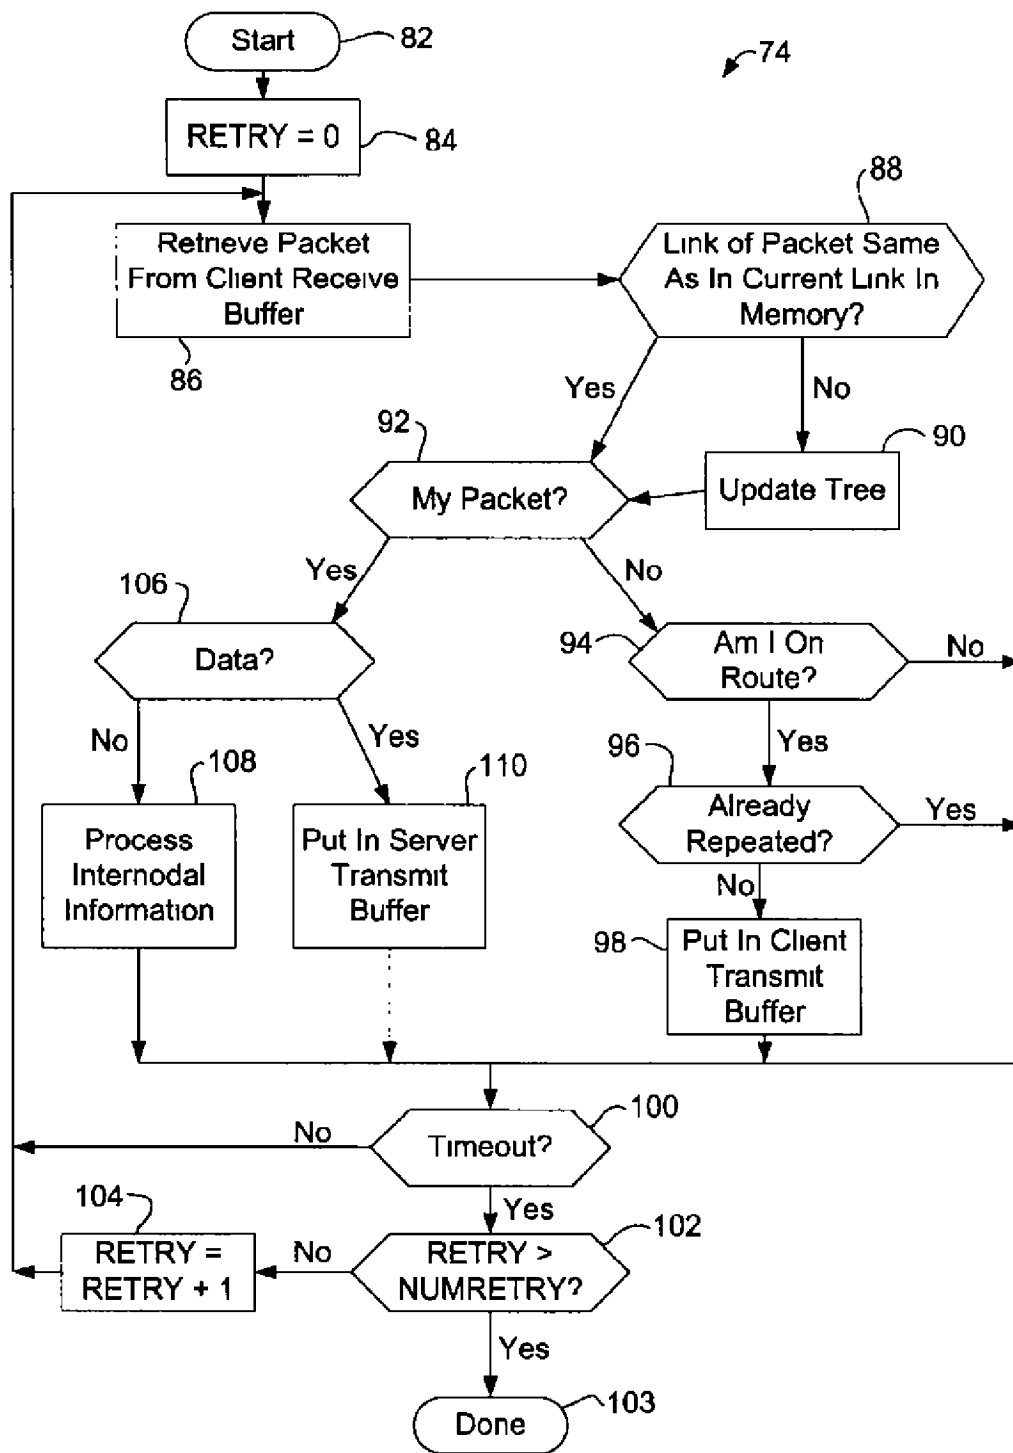 Start
82
74
RETRY = 0
84
88
Retrieve Packet
From Client Receive
Buffer
86
Link of Packet Same
As In Current Link In
Memory?
Yes
No
92
90
My Packet?
Update Tree
Yes
No
106
94
Data?
Am I On
Route?
No
No
Yes
Yes
108
110
96
Process
Internodal
Information
Put In Server
Transmit
Buffer
Already
Repeated?
Yes
No
98
Put In Client
Transmit
Buffer
100
No
Timeout?
Yes
104
102
RETRY =
RETRY + 1
No
RETRY >
NUMRETRY?
Yes
103
Done